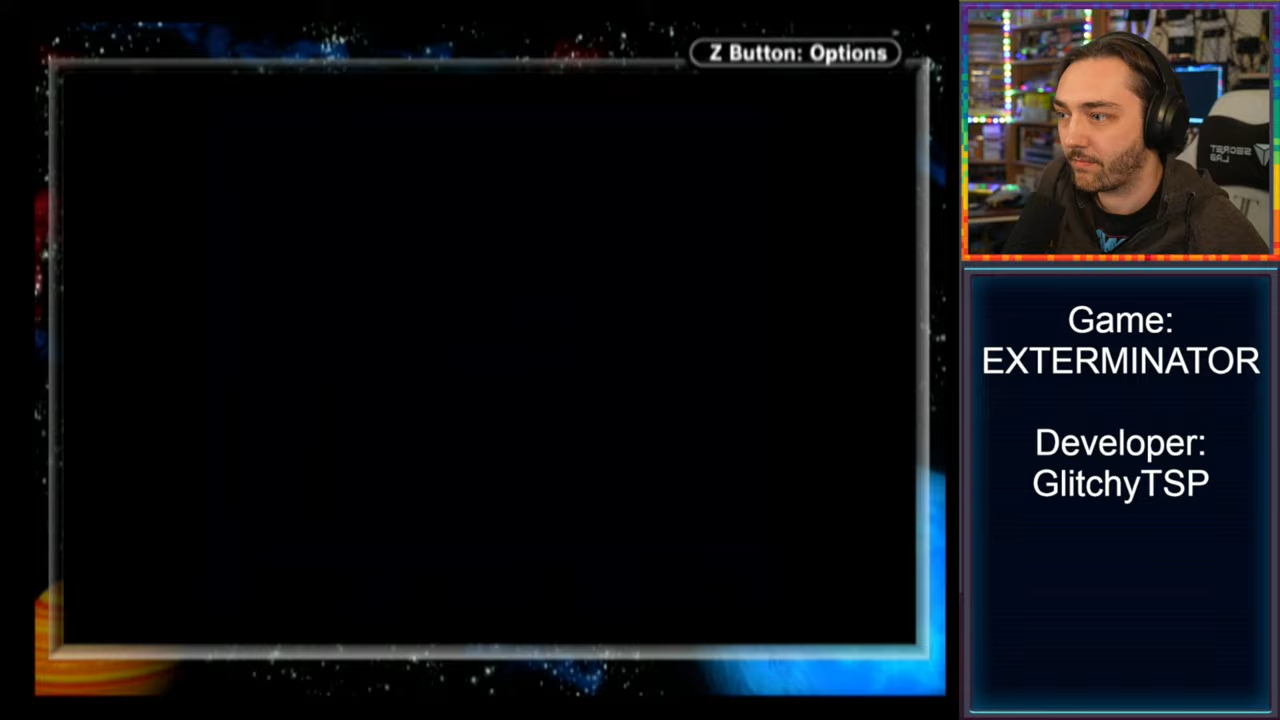 Z Button: Options
Game:
EXTERMINATOR
Developer:
GlitchyTSP